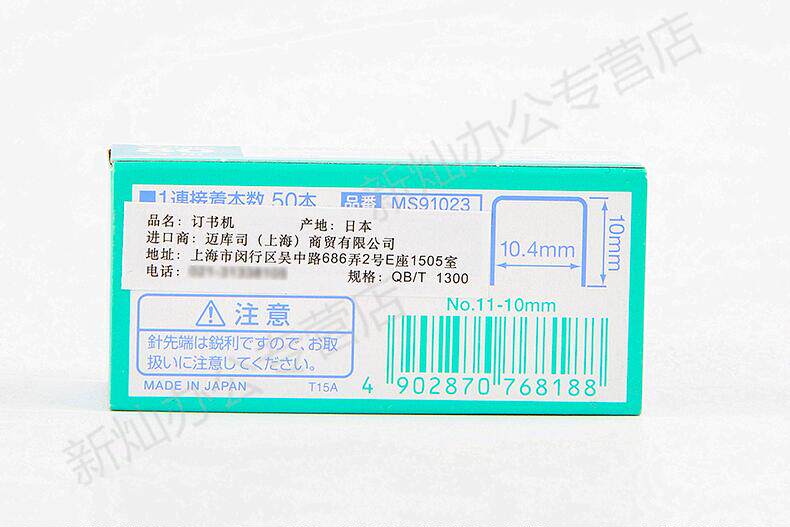 1連接着本数 50本 品番 MS91023
品名: 订书机 产地: 日本
进口商: 迈库司（上海）商贸有限公司
地址: 上海市闵行区吴中路686弄2号E座1505室
电话:
规格: QB/T 1300
10.4mm
10mm
No.11-10mm
注意
針先端は鋭利ですので、お取
扱いに注意してください。
MADE IN JAPAN T15A
4 902870 768188
新灿办公专营店
新灿办公专营店